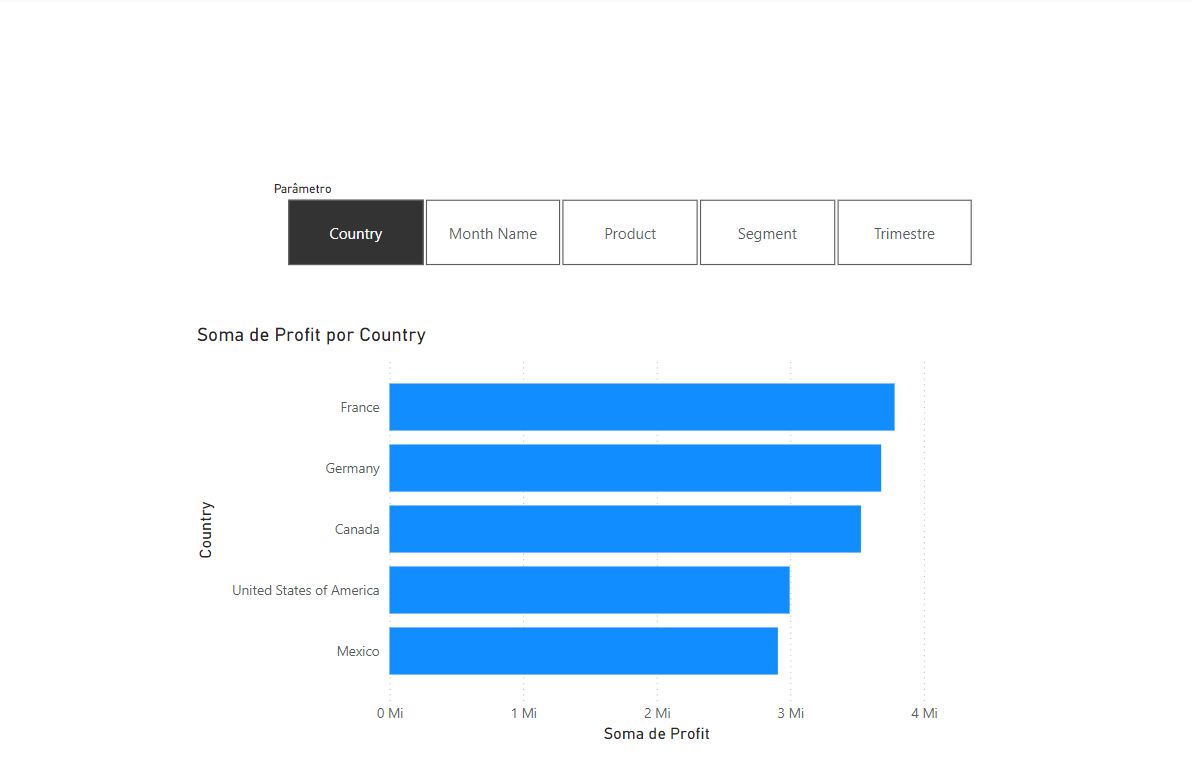 Parâmetro
Country
Month Name
Product
Segment
Trimestre
Soma de Profit por Country
Country
France
Germany
Canada
United States of America
Mexico
0 Mi
1 Mi
2 Mi
3 Mi
4 Mi
Soma de Profit